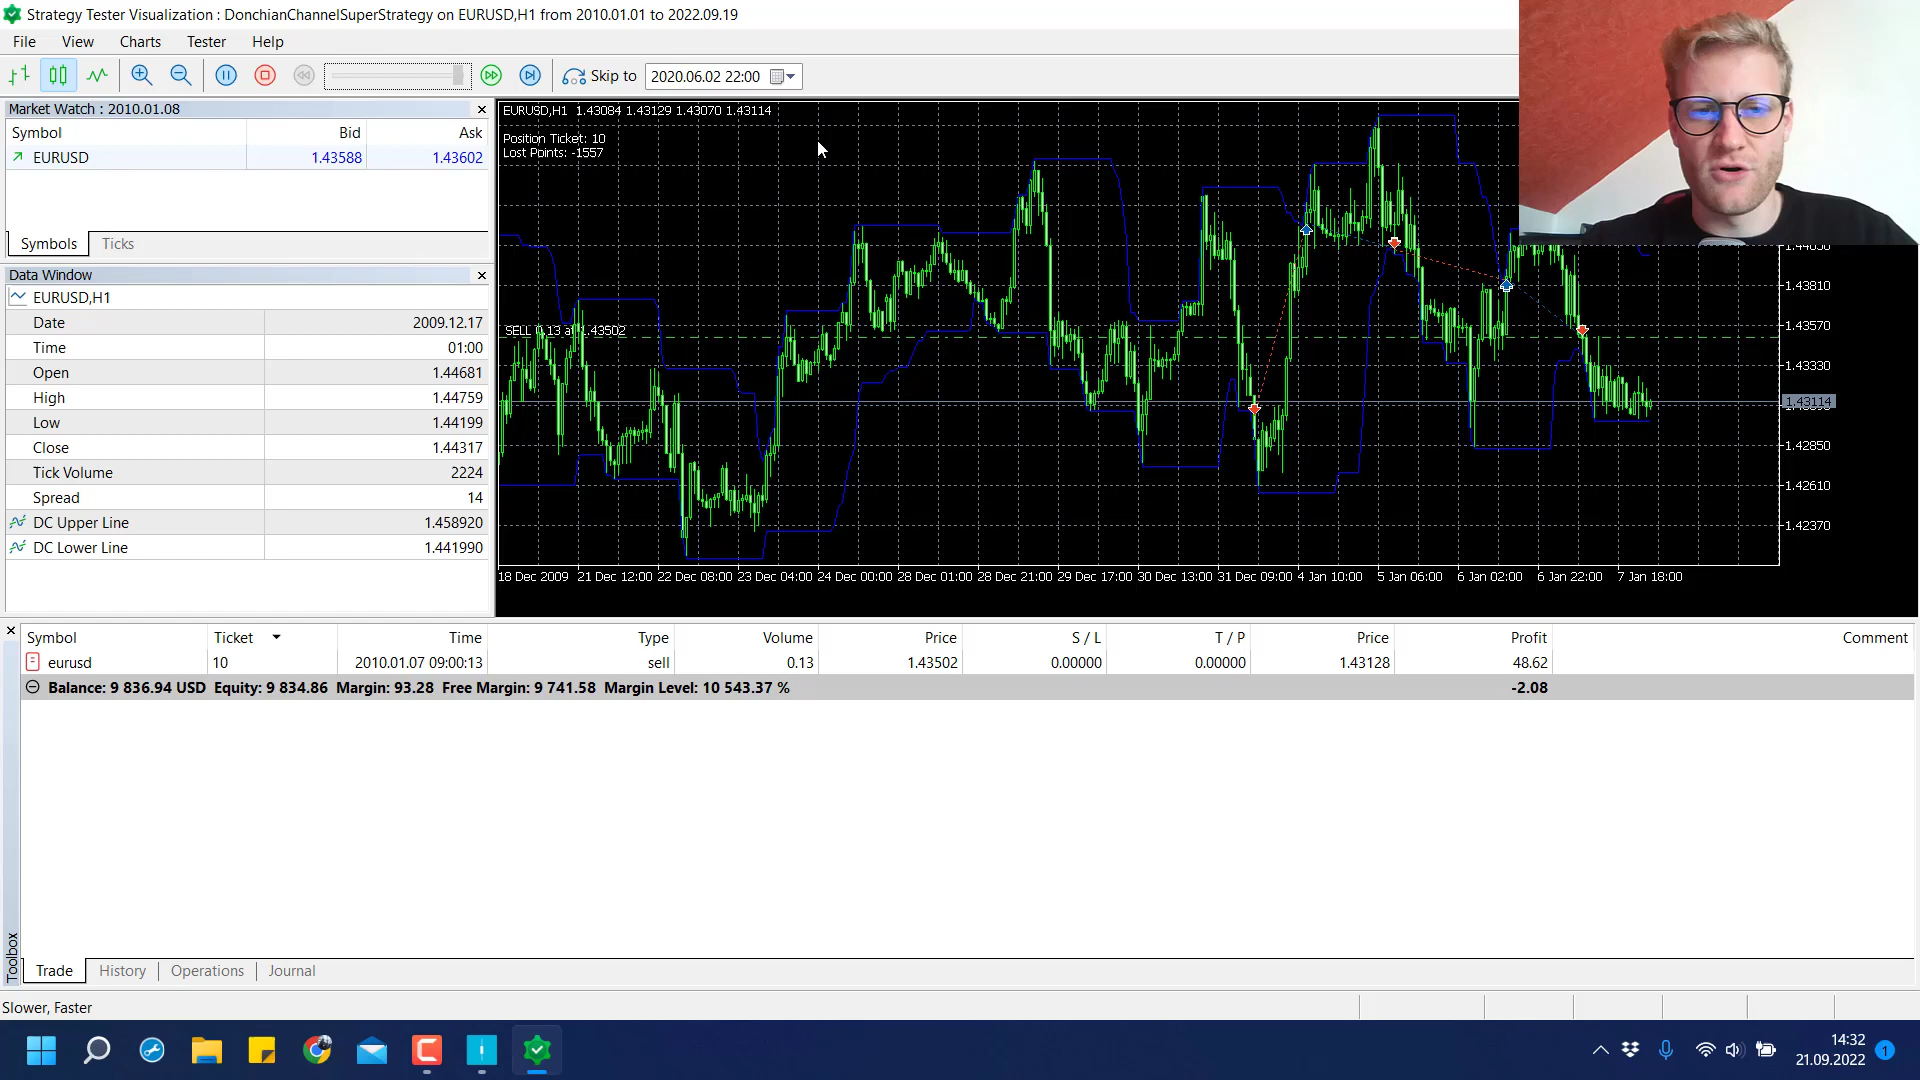 Strategy Tester Visualization : DonchianChannelSuperStrategy on EURUSD,H1 from 2010.01.01 to 2022.09.19
File View Charts Tester Help
Skip to 2020.06.02 22:00
Market Watch : 2010.01.08
Symbol Bid Ask
EURUSD 1.43588 1.43602
Symbols Ticks
Data Window
EURUSD,H1
Date 2009.12.17
Time 01:00
Open 1.44681
High 1.44759
Low 1.44199
Close 1.44317
Tick Volume 2224
Spread 14
DC Upper Line 1.458920
DC Lower Line 1.441990
EURUSD,H1 1.43084 1.43129 1.43070 1.43114
Position Ticket: 10
Lost Points: -1557
SELL 0.13 at 1.43502
1.43810
1.43570
1.43330
1.43114
1.42850
1.42610
1.42370
18 Dec 2009 21 Dec 12:00 22 Dec 08:00 23 Dec 04:00 24 Dec 00:00 28 Dec 01:00 28 Dec 21:00 29 Dec 17:00 30 Dec 13:00 31 Dec 09:00 4 Jan 10:00 5 Jan 06:00 6 Jan 02:00 6 Jan 22:00 7 Jan 18:00
Symbol Ticket Time Type Volume Price S / L T / P Price Profit Comment
eurusd 10 2010.01.07 09:00:13 sell 0.13 1.43502 0.00000 0.00000 1.43128 48.62
Balance: 9 836.94 USD Equity: 9 834.86 Margin: 93.28 Free Margin: 9 741.58 Margin Level: 10 543.37 % -2.08
Toolbox
Trade History Operations Journal
Slower, Faster
14:32
21.09.2022
1